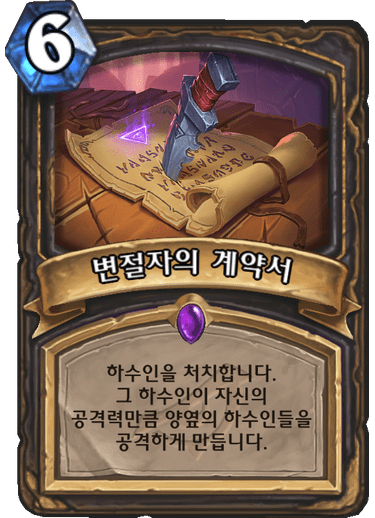 6
변절자의 계약서
하수인을 처치합니다.
그 하수인이 자신의
공격력만큼 양옆의 하수인들을
공격하게 만듭니다.